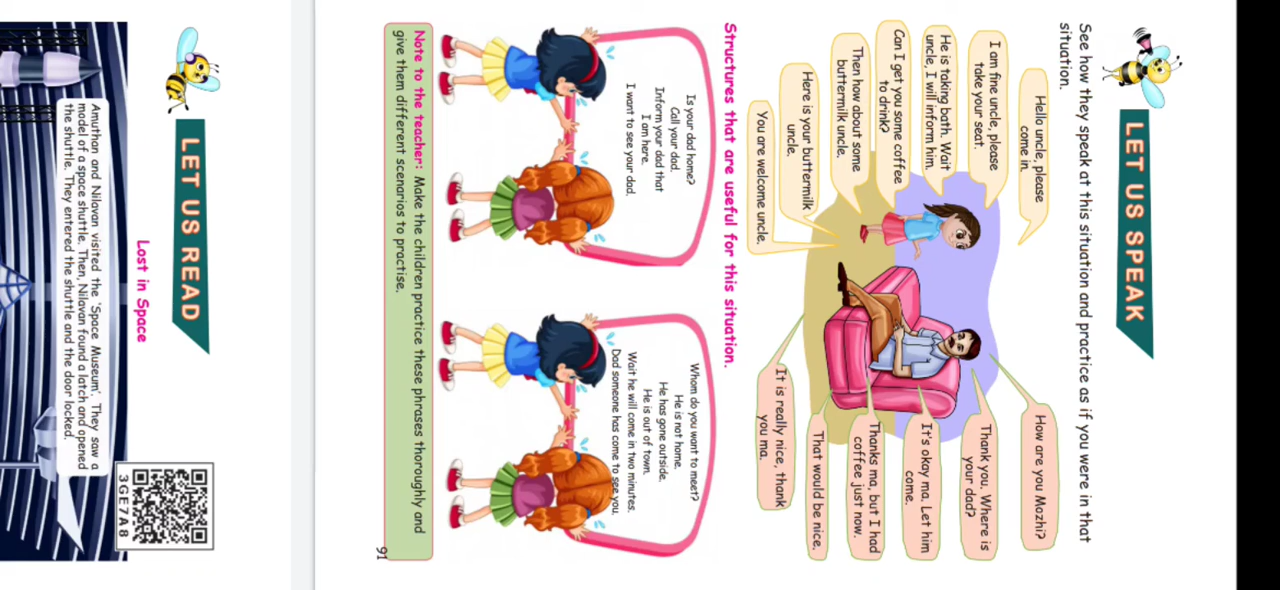 LET US SPEAK
See how they speak at this situation and practice as if you were in that
situation.
Hello uncle, please
come in.
How are you Mozhi?
I am fine uncle, please
take your seat.
Thank you. Where is
your dad?
He is taking bath. Wait
uncle, I will inform him.
It's okay ma. Let him
come.
Can I get you some coffee
to drink?
Thanks ma, but I had
coffee just now.
Then how about some
buttermilk uncle.
That would be nice.
Here is your buttermilk
uncle.
It is really nice, thank
you ma.
You are welcome uncle.
Structures that are useful for this situation.
Is your dad home?
Call your dad.
Inform your dad that
I am here.
I want to see your dad.
Whom do you want to meet?
He is not home.
He has gone outside.
He is out of town.
Wait he will come in two minutes.
Dad someone has come to see you.
Note to the teacher: Make the children practice these phrases thoroughly and
give them different scenarios to practise.
91
LET US READ
3GE7A8
Lost in Space
Amuthan and Nilavan visited the 'Space Museum'. They saw a
model of a space shuttle. Then, Nilavan found a latch and opened
the shuttle. They entered the shuttle and the door locked.